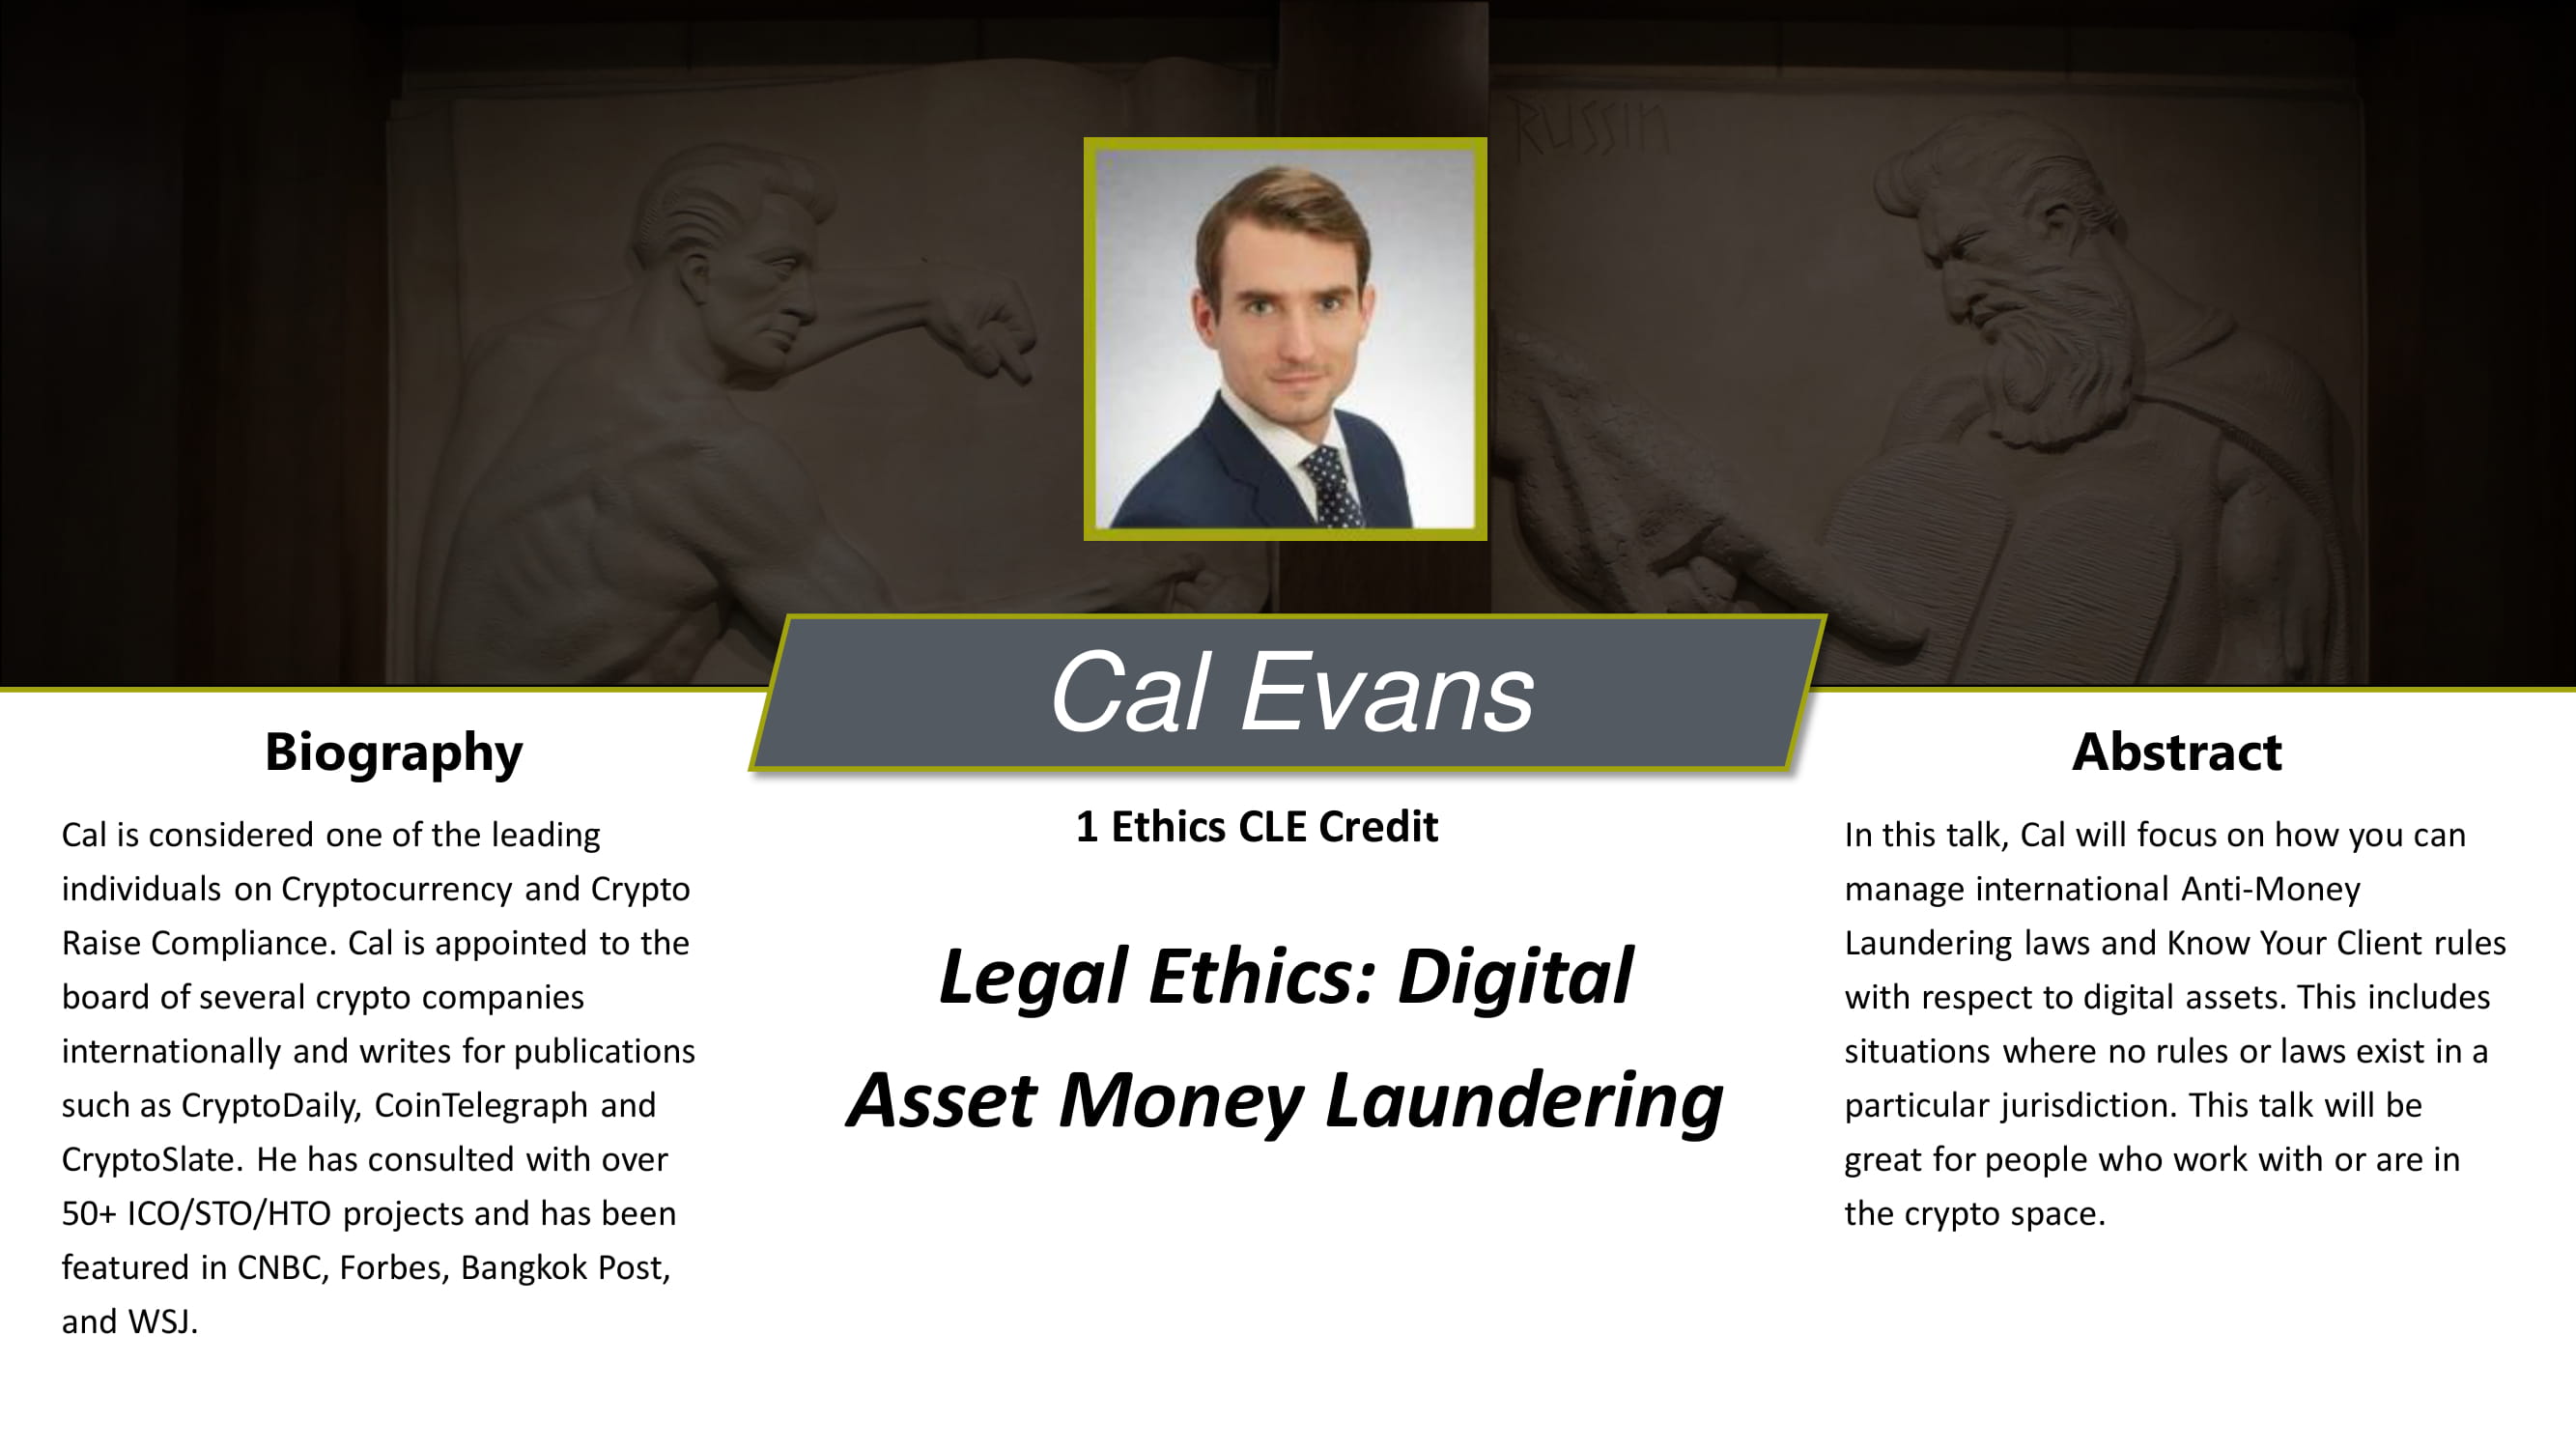 RUSSIN
Cal Evans
Biography
Cal is considered one of the leading
individuals on Cryptocurrency and Crypto
Raise Compliance. Cal is appointed to the
board of several crypto companies
internationally and writes for publications
such as CryptoDaily, CoinTelegraph and
CryptoSlate. He has consulted with over
50+ ICO/STO/HTO projects and has been
featured in CNBC, Forbes, Bangkok Post,
and WSJ.
1 Ethics CLE Credit
Legal Ethics: Digital
Asset Money Laundering
Abstract
In this talk, Cal will focus on how you can
manage international Anti-Money
Laundering laws and Know Your Client rules
with respect to digital assets. This includes
situations where no rules or laws exist in a
particular jurisdiction. This talk will be
great for people who work with or are in
the crypto space.